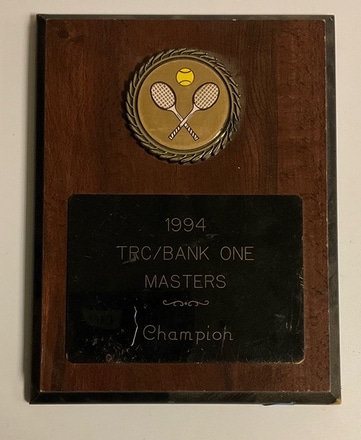 1994
TRC/BANK ONE
MASTERS
Champion